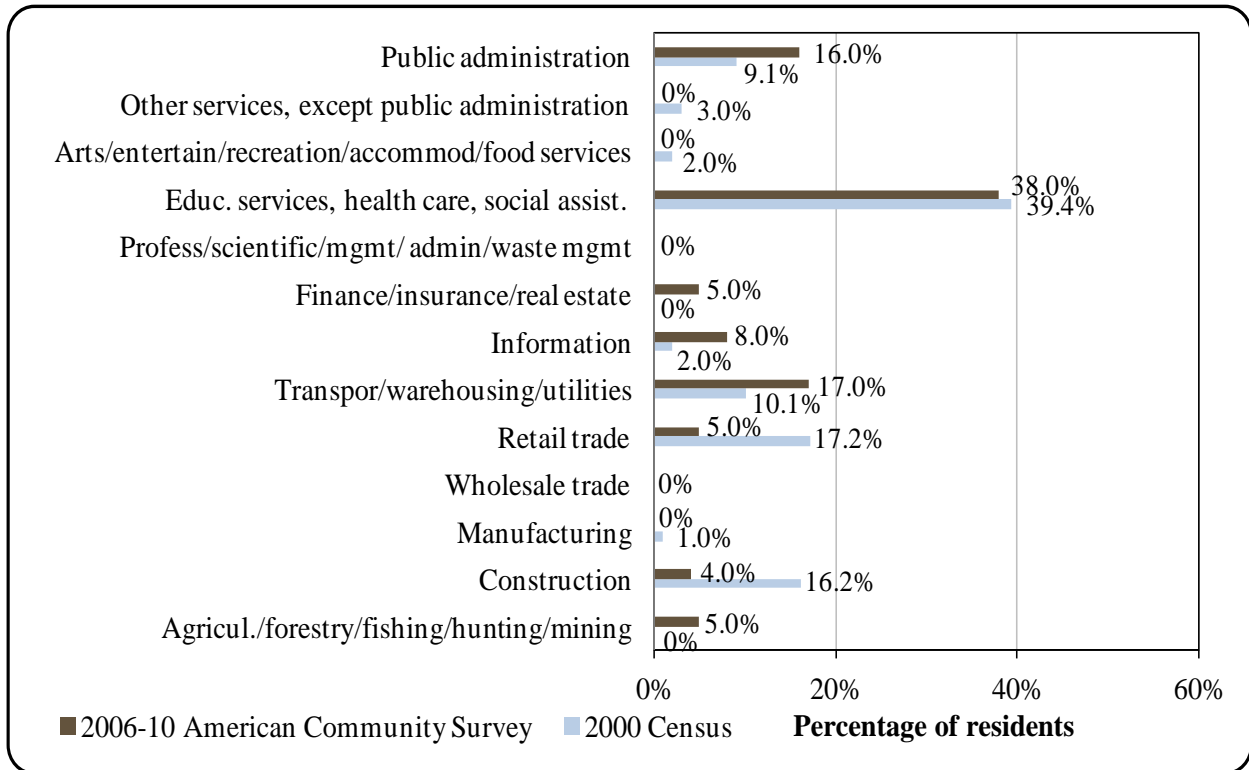 Public administration 16.0%
9.1%
Other services, except public administration 0%
3.0%
Arts/entertain/recreation/accommod/food services 0%
2.0%
Educ. services, health care, social assist. 38.0%
39.4%
Profess/scientific/mgmt/ admin/waste mgmt 0%
Finance/insurance/real estate 5.0%
0%
Information 8.0%
2.0%
Transpor/warehousing/utilities 17.0%
10.1%
Retail trade 5.0%
17.2%
Wholesale trade 0%
Manufacturing 0%
1.0%
Construction 4.0%
16.2%
Agricul./forestry/fishing/hunting/mining 5.0%
0%
0% 20% 40% 60%
2006-10 American Community Survey 2000 Census Percentage of residents